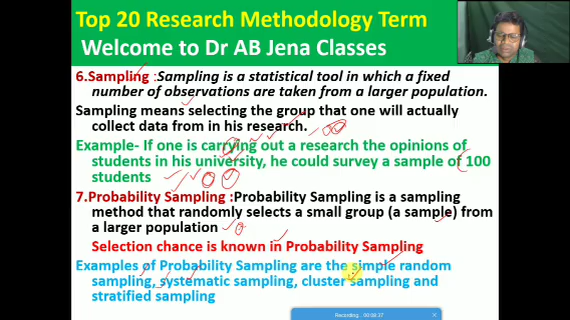 Top 20 Research Methodology Term
Welcome to Dr AB Jena Classes
6.Sampling :Sampling is a statistical tool in which a fixed
number of observations are taken from a larger population.
Sampling means selecting the group that one will actually
collect data from in his research.
Example- If one is carrying out a research the opinions of
students in his university, he could survey a sample of 100
students
7.Probability Sampling :Probability Sampling is a sampling
method that randomly selects a small group (a sample) from
a larger population
Selection chance is known in Probability Sampling
Examples of Probability Sampling are the simple random
sampling, systematic sampling, cluster sampling and
stratified sampling
Recording... 00:08:37